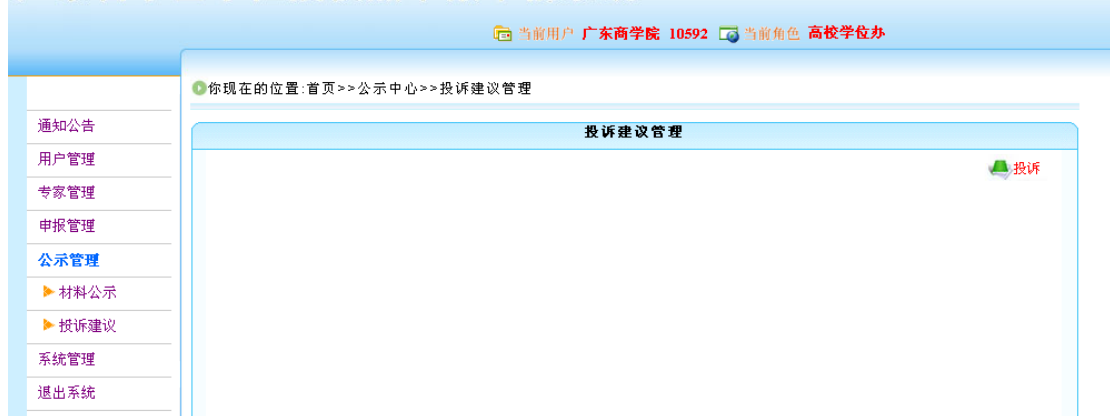 当前用户 广东商学院 10592 当前角色 高校学位办
你现在的位置:首页>>公示中心>>投诉建议管理
通知公告
用户管理
专家管理
申报管理
公示管理
材料公示
投诉建议
系统管理
退出系统
投诉建议管理
投诉